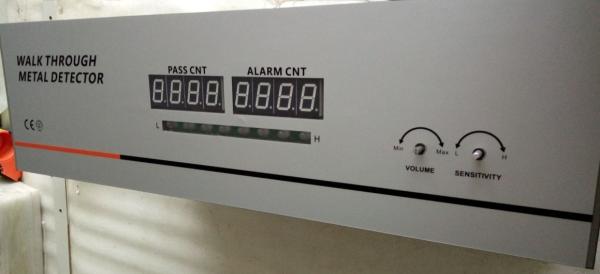 WALK THROUGH
METAL DETECTOR
PASS CNT
ALARM CNT
8.8.8.8.
8.8.8.8.
L
H
CE
Min
Max
VOLUME
L
H
SENSITIVITY